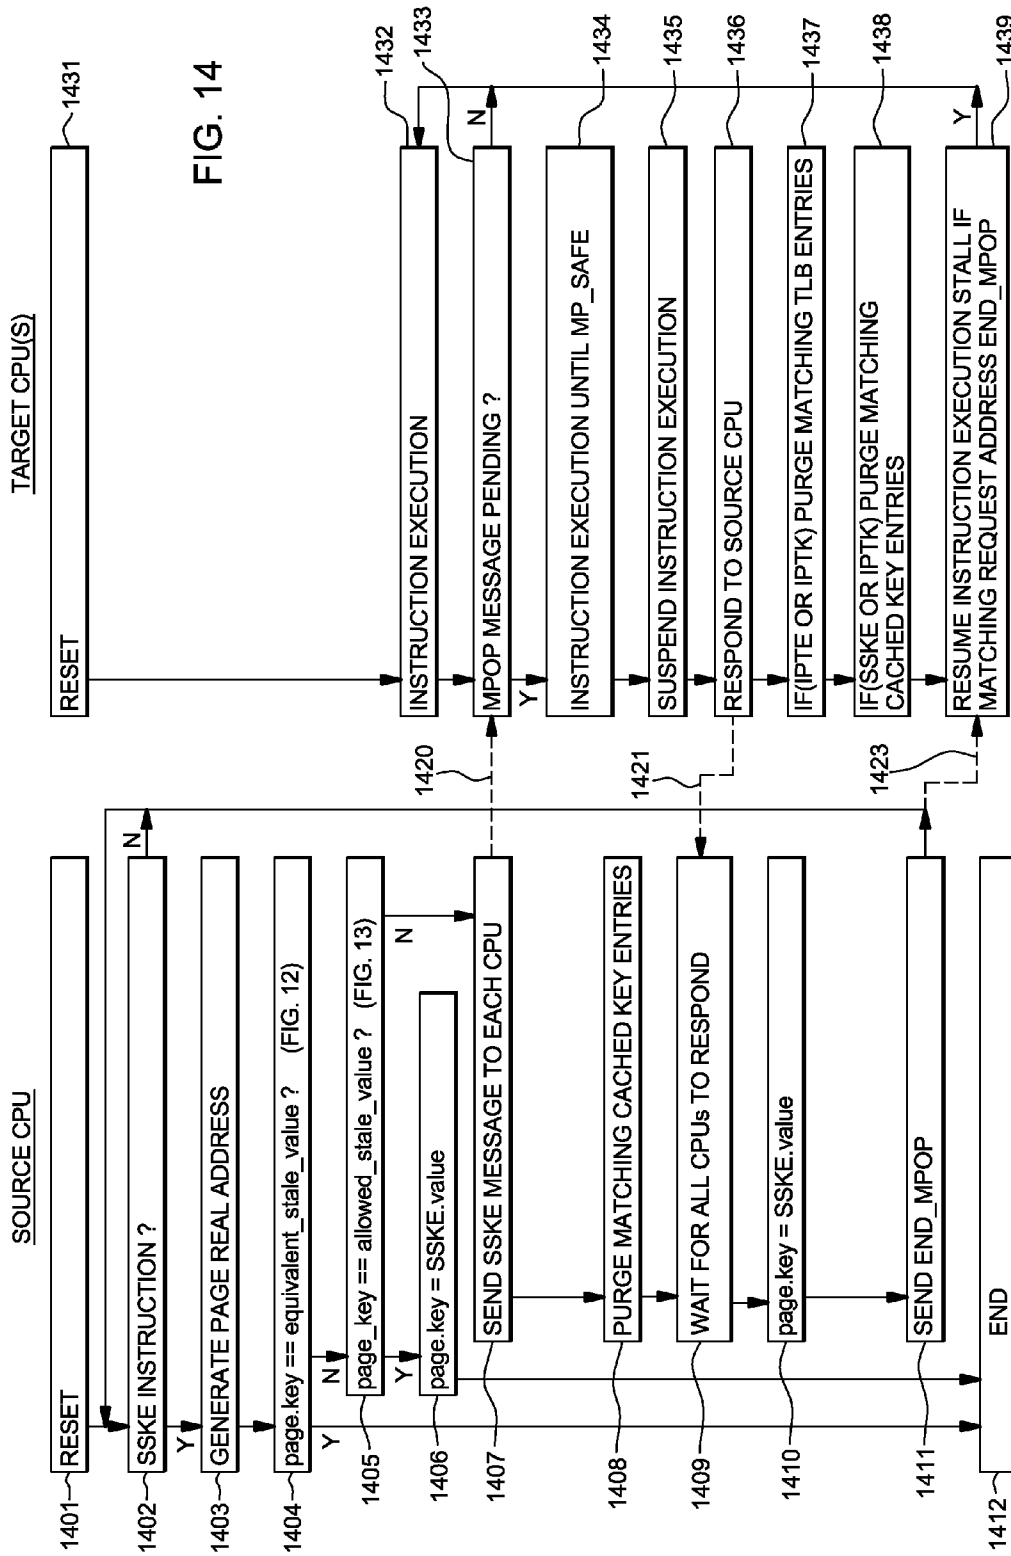 FIG. 14
SOURCE CPU
1401
RESET
1402
SSKE INSTRUCTION ?
N
Y
1403
GENERATE PAGE REAL ADDRESS
1404
page.key == equivalent_stale_value ? (FIG. 12)
N
Y
1405
page_key == allowed_stale_value ? (FIG. 13)
Y
N
1406
page.key = SSKE.value
1407
SEND SSKE MESSAGE TO EACH CPU
1408
PURGE MATCHING CACHED KEY ENTRIES
1409
WAIT FOR ALL CPUs TO RESPOND
1410
page.key = SSKE.value
1411
SEND END_MPOP
1412
END
1420
1421
1423
TARGET CPU(S)
RESET
1431
INSTRUCTION EXECUTION
1432
MPOP MESSAGE PENDING ?
1433
N
Y
INSTRUCTION EXECUTION UNTIL MP_SAFE
1434
SUSPEND INSTRUCTION EXECUTION
1435
RESPOND TO SOURCE CPU
1436
IF(IPTE OR IPTK) PURGE MATCHING TLB ENTRIES
1437
IF(SSKE OR IPTK) PURGE MATCHING
CACHED KEY ENTRIES
1438
RESUME INSTRUCTION EXECUTION STALL IF
MATCHING REQUEST ADDRESS END_MPOP
Y
1439